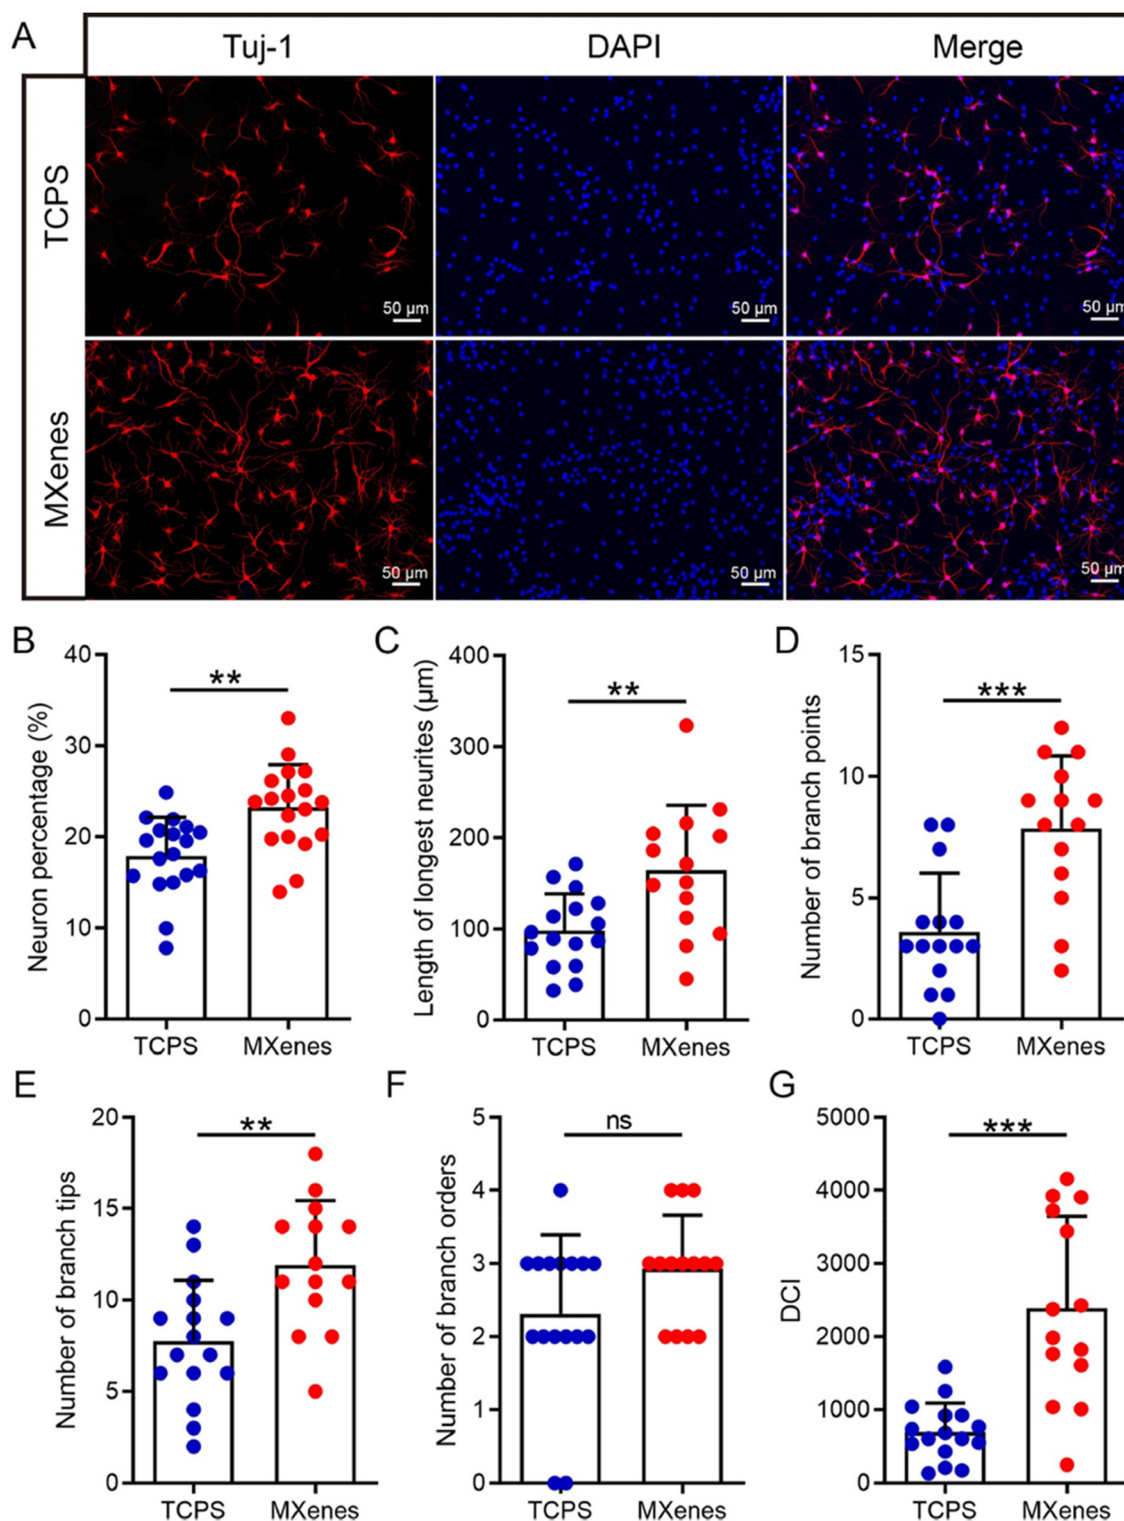 A
Tuj-1 DAPI Merge
TCPS
50 µm 50 µm 50 µm
MXenes
50 µm 50 µm 50 µm
B
Neuron percentage (%)
40
30
20
10
0
**
TCPS MXenes
C
Length of longest neurites (µm)
400
300
200
100
0
**
TCPS MXenes
D
Number of branch points
15
10
5
0
***
TCPS MXenes
E
Number of branch tips
20
15
10
5
0
**
TCPS MXenes
F
Number of branch orders
5
4
3
2
1
0
ns
TCPS MXenes
G
DCI
5000
4000
3000
2000
1000
0
***
TCPS MXenes